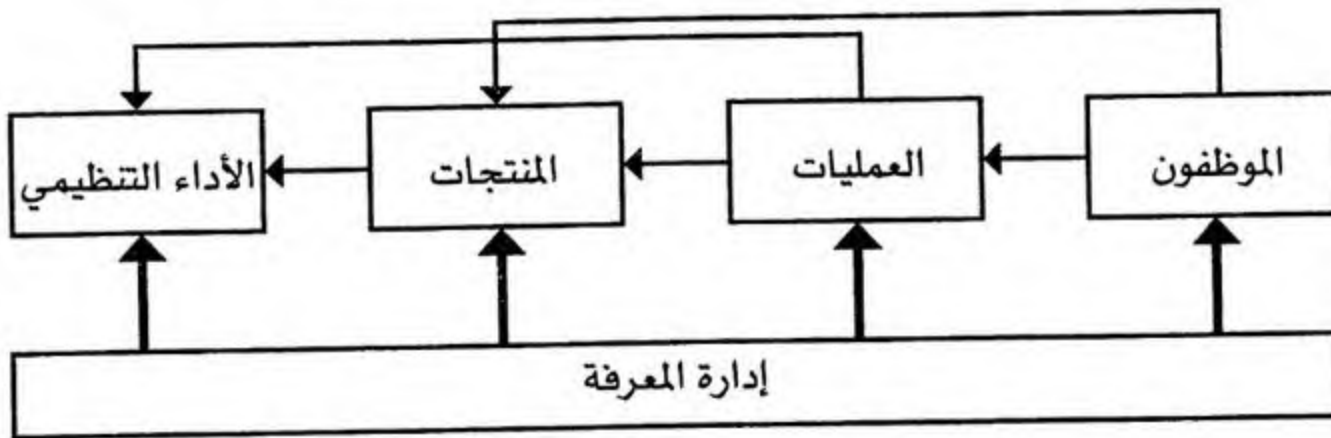 الموظفون
العمليات
المنتجات
الأداء التنظيمي
إدارة المعرفة